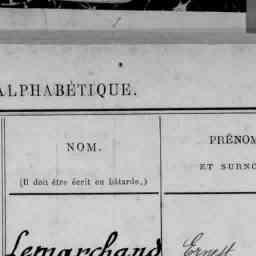 ALPHABÉTIQUE.
NOM.
PRÉNOM
ET SURNO
(Il doit être écrit en bâtarde.)
Lemarchand
Ernest